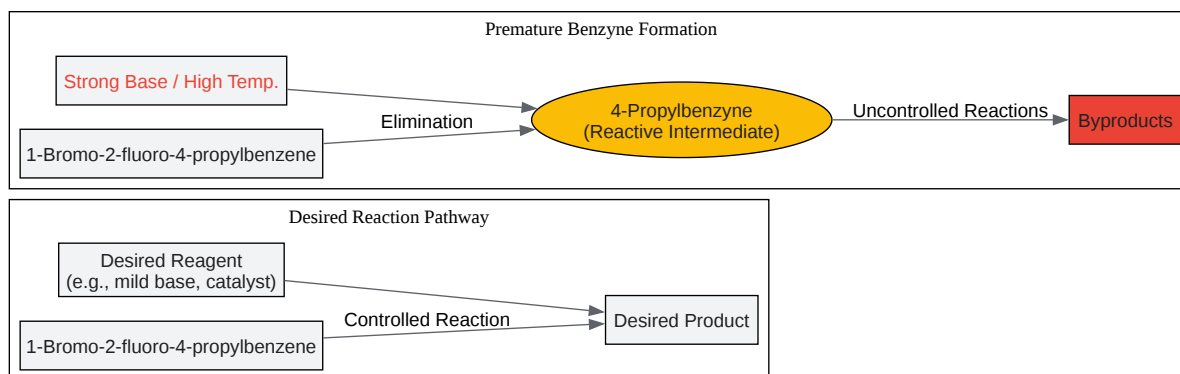 Premature Benzyne Formation
Strong Base / High Temp.
Elimination
1-Bromo-2-fluoro-4-propylbenzene
4-Propylbenzyne
(Reactive Intermediate)
Uncontrolled Reactions
Byproducts
Desired Reaction Pathway
Desired Reagent
(e.g., mild base, catalyst)
Controlled Reaction
1-Bromo-2-fluoro-4-propylbenzene
Desired Product